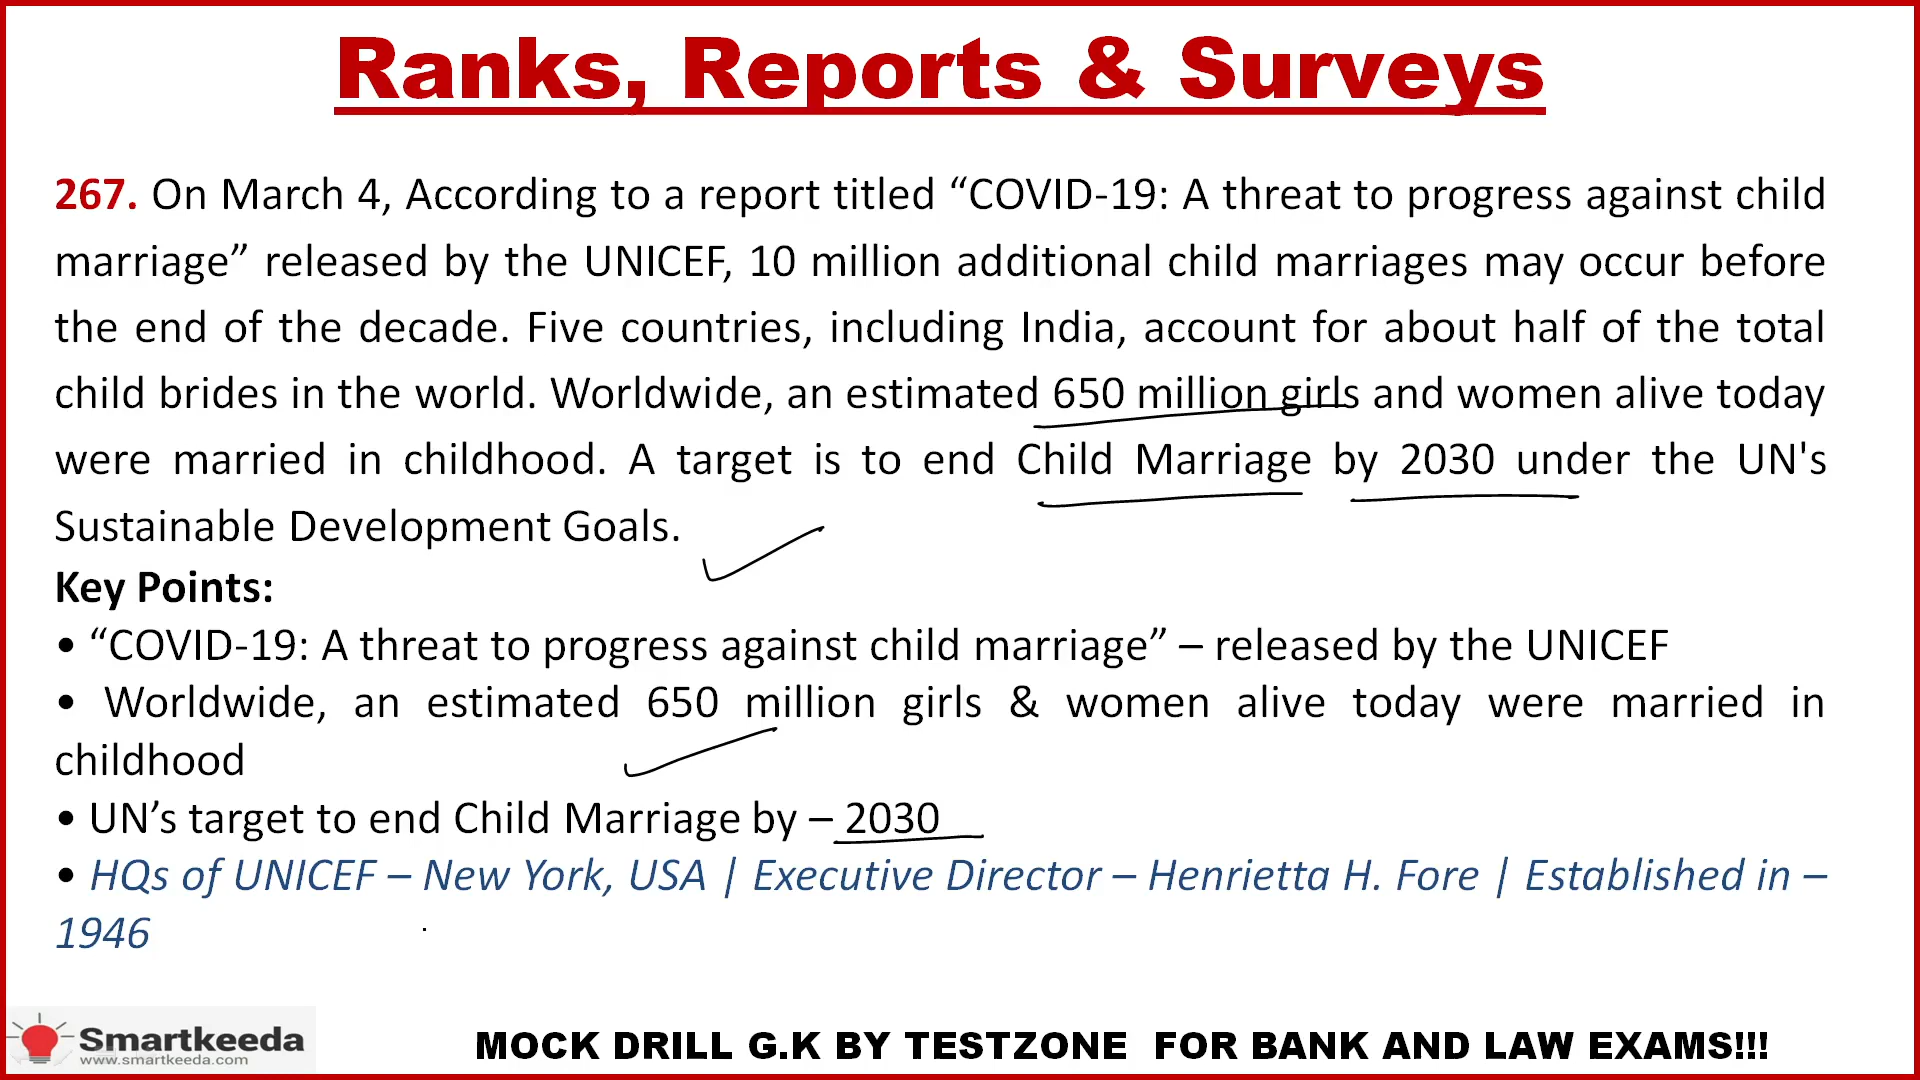 Ranks, Reports & Surveys
267. On March 4, According to a report titled “COVID-19: A threat to progress against child
marriage” released by the UNICEF, 10 million additional child marriages may occur before
the end of the decade. Five countries, including India, account for about half of the total
child brides in the world. Worldwide, an estimated 650 million girls and women alive today
were married in childhood. A target is to end Child Marriage by 2030 under the UN's
Sustainable Development Goals.
Key Points:
• “COVID-19: A threat to progress against child marriage” – released by the UNICEF
• Worldwide, an estimated 650 million girls & women alive today were married in
childhood
• UN’s target to end Child Marriage by – 2030
• HQs of UNICEF – New York, USA | Executive Director – Henrietta H. Fore | Established in –
1946
Smartkeeda
www.smartkeeda.com
MOCK DRILL G.K BY TESTZONE FOR BANK AND LAW EXAMS!!!